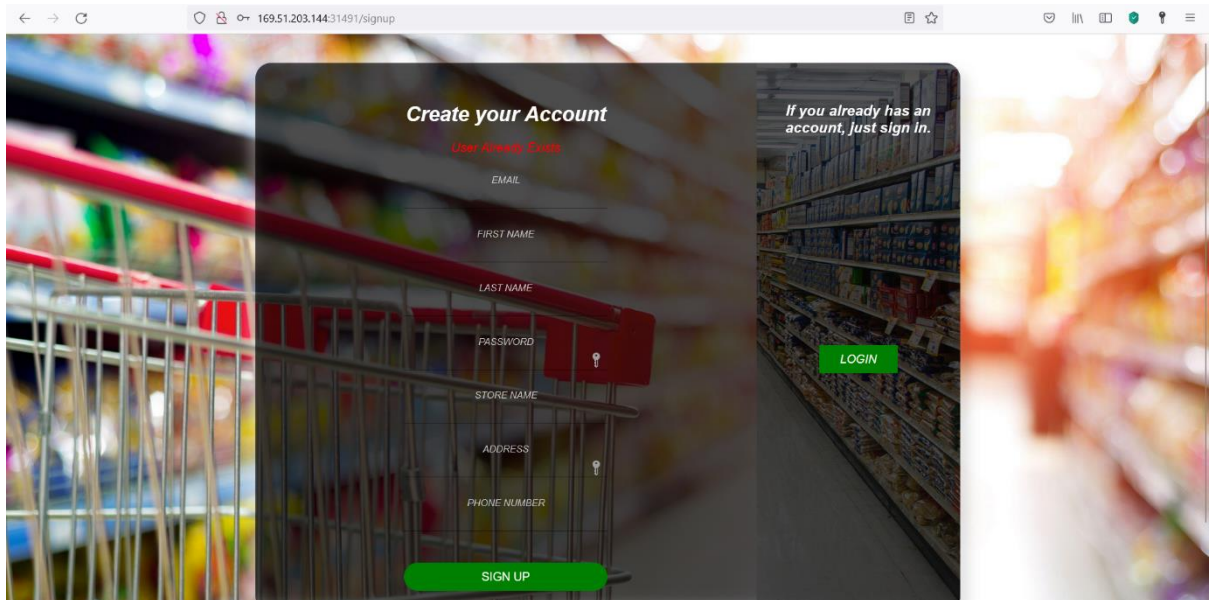 169.51.203.144:31491/signup
Create your Account
User Already Exists
EMAIL
FIRST NAME
LAST NAME
PASSWORD
STORE NAME
ADDRESS
PHONE NUMBER
SIGN UP
If you already has an
account, just sign in.
LOGIN